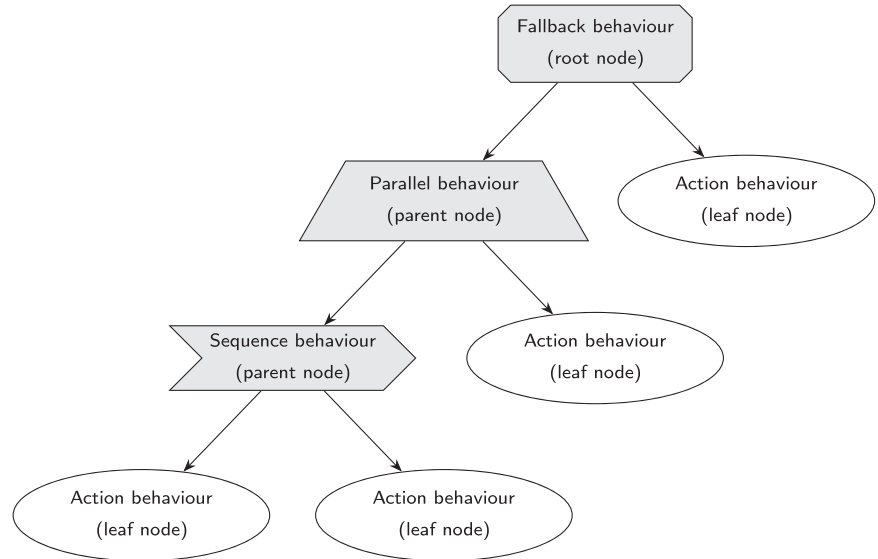 Fallback behaviour
(root node)
Parallel behaviour
(parent node)
Action behaviour
(leaf node)
Sequence behaviour
(parent node)
Action behaviour
(leaf node)
Action behaviour
(leaf node)
Action behaviour
(leaf node)